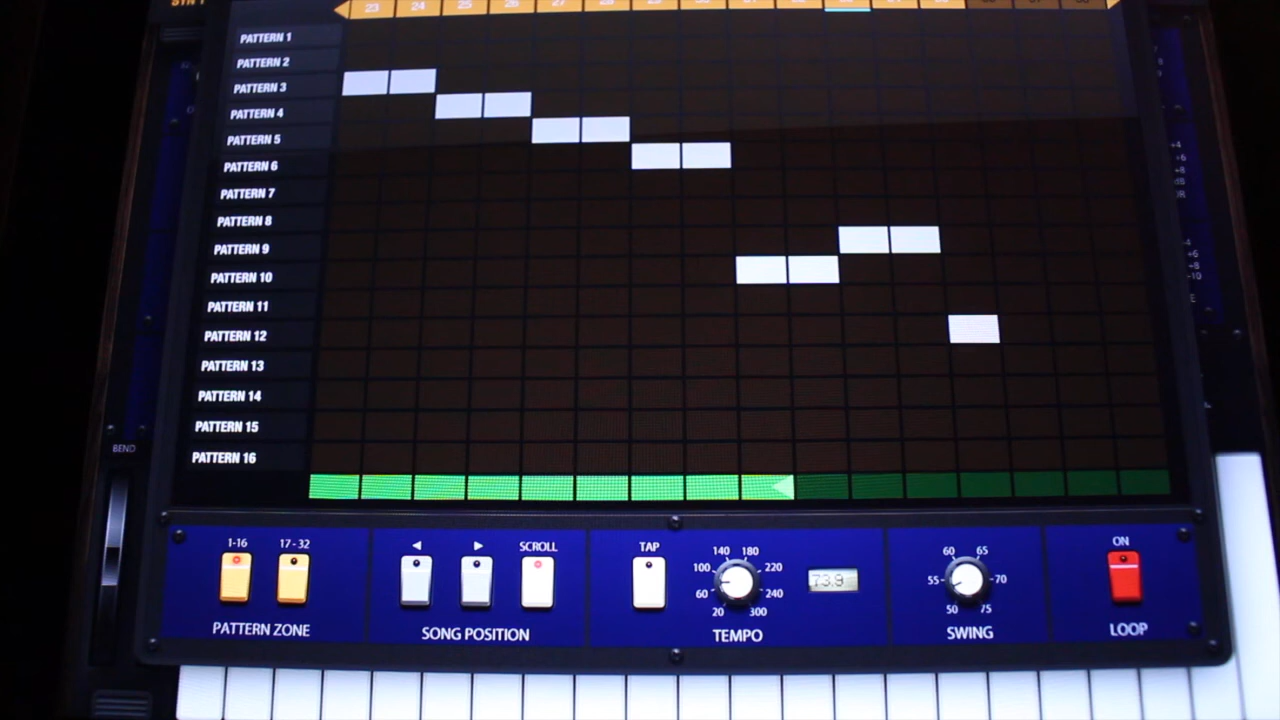 23 24 25 26 27
PATTERN 1
PATTERN 2
PATTERN 3
PATTERN 4
PATTERN 5
PATTERN 6
PATTERN 7
PATTERN 8
PATTERN 9
PATTERN 10
PATTERN 11
PATTERN 12
PATTERN 13
PATTERN 14
PATTERN 15
PATTERN 16
BEND
1-16 17-32
PATTERN ZONE
SCROLL
SONG POSITION
TAP
140 180
100 220
60 240
20 300
73.9
TEMPO
60 65
55 70
50 75
SWING
ON
LOOP